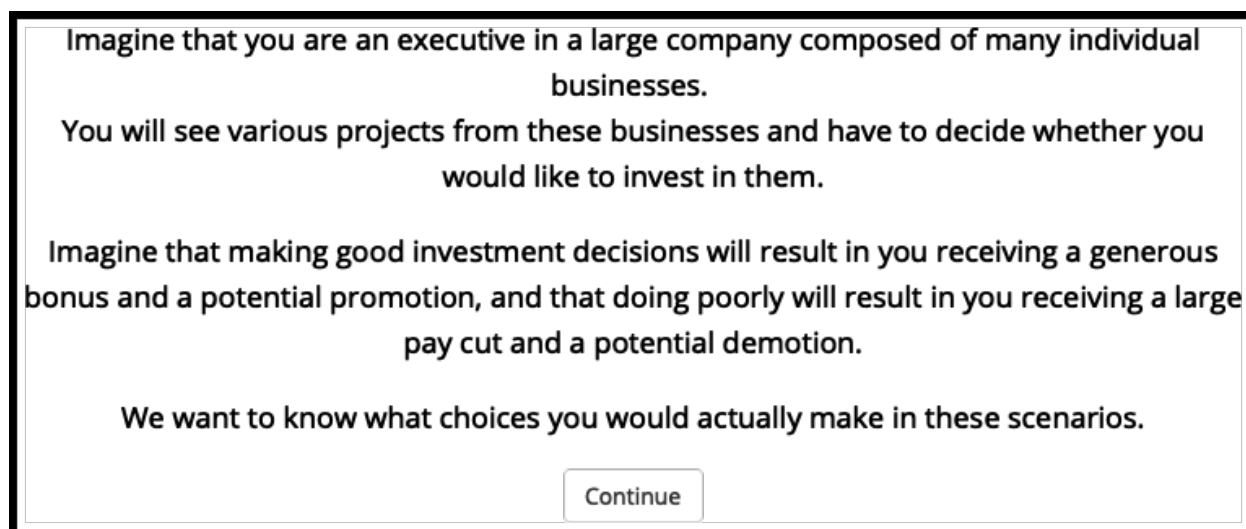 Imagine that you are an executive in a large company composed of many individual
businesses.
You will see various projects from these businesses and have to decide whether you
would like to invest in them.
Imagine that making good investment decisions will result in you receiving a generous
bonus and a potential promotion, and that doing poorly will result in you receiving a large
pay cut and a potential demotion.
We want to know what choices you would actually make in these scenarios.
Continue